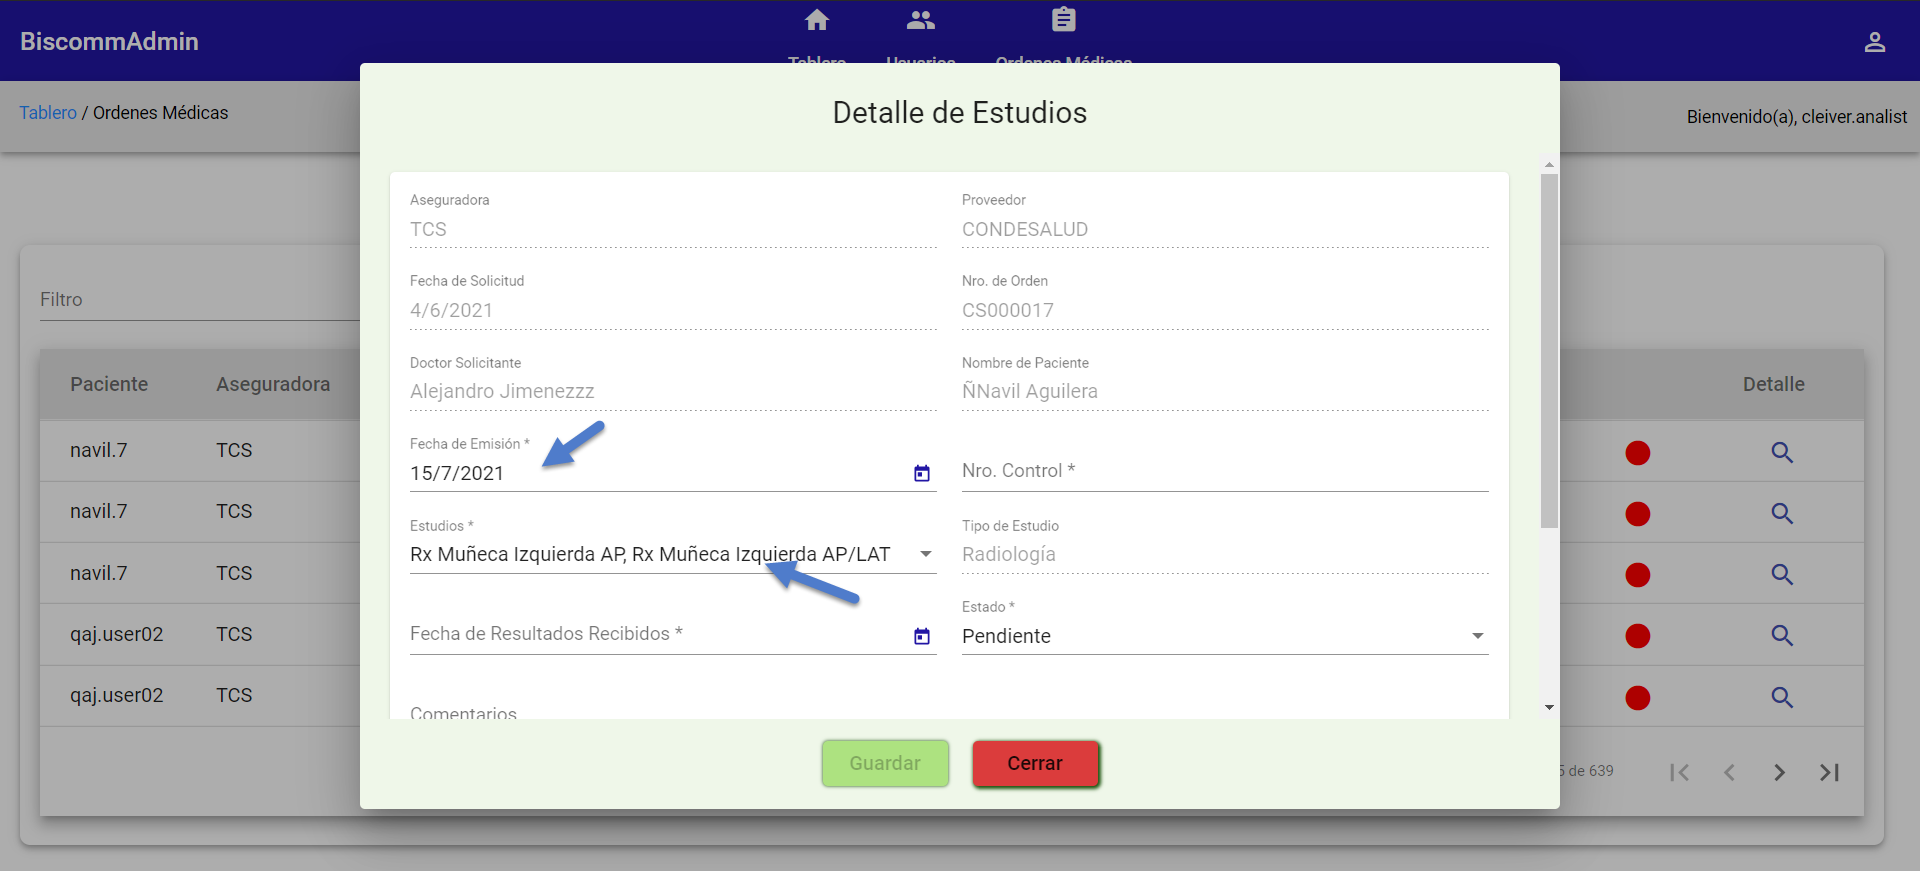 BiscommAdmin
Tablero Usuarios Ordenes Médicas
Tablero / Ordenes Médicas
Bienvenido(a), cleiver.analist
Detalle de Estudios
Aseguradora
TCS
Proveedor
CONDESALUD
Fecha de Solicitud
4/6/2021
Nro. de Orden
CS000017
Doctor Solicitante
Alejandro Jimenezzz
Nombre de Paciente
ÑNavil Aguilera
Fecha de Emisión *
15/7/2021
Nro. Control *
Estudios *
Rx Muñeca Izquierda AP, Rx Muñeca Izquierda AP/LAT
Tipo de Estudio
Radiología
Fecha de Resultados Recibidos *
Estado *
Pendiente
Comentarios
Guardar
Cerrar
Filtro
Paciente Aseguradora Detalle
navil.7 TCS
navil.7 TCS
navil.7 TCS
qaj.user02 TCS
qaj.user02 TCS
5 de 639